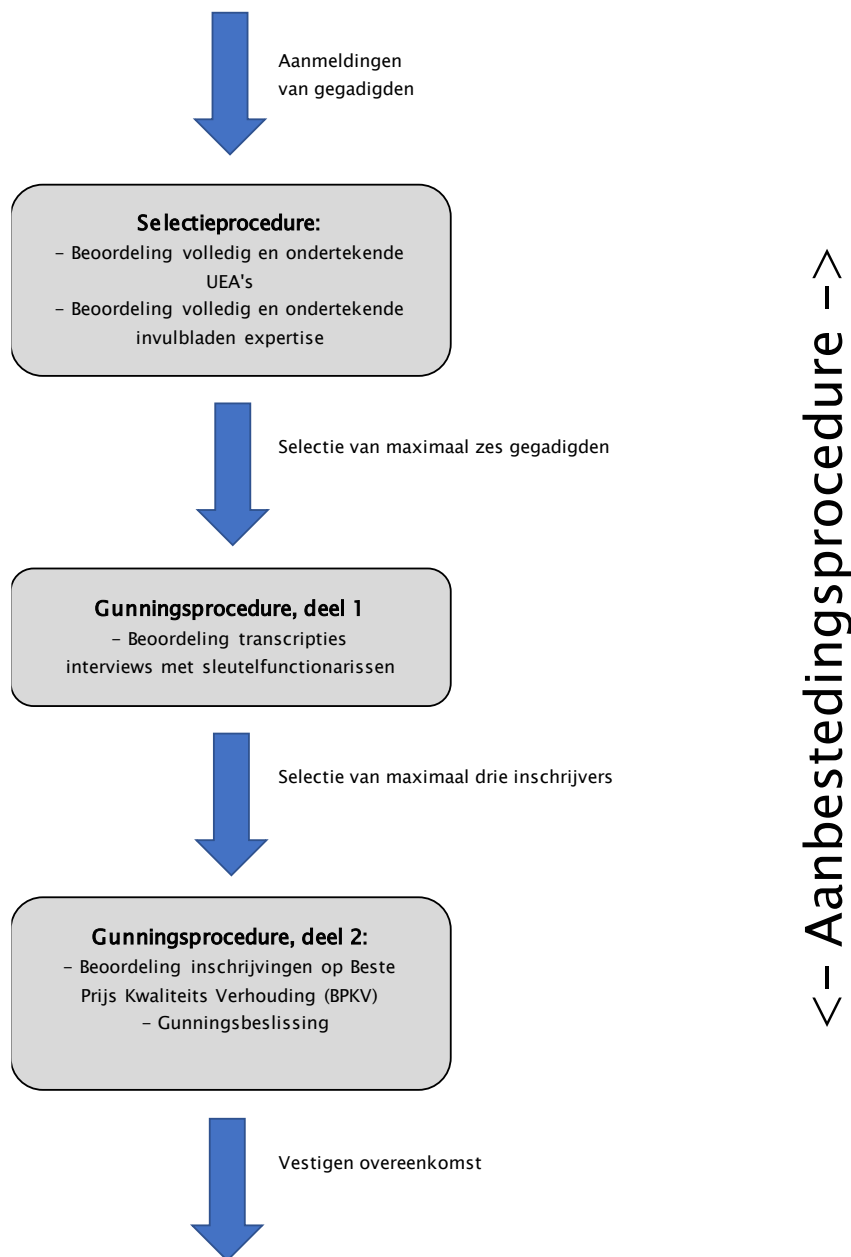 Aanmeldingen
van gegadigden
Selectieprocedure:
– Beoordeling volledig en ondertekende
UEA's
– Beoordeling volledig en ondertekende
invulbladen expertise
Selectie van maximaal zes gegadigden
Gunningsprocedure, deel 1
– Beoordeling transcripties
interviews met sleutelfunctionarissen
Selectie van maximaal drie inschrijvers
Gunningsprocedure, deel 2:
– Beoordeling inschrijvingen op Beste
Prijs Kwaliteits Verhouding (BPKV)
– Gunningsbeslissing
Vestigen overeenkomst
<– Aanbestedingsprocedure –>